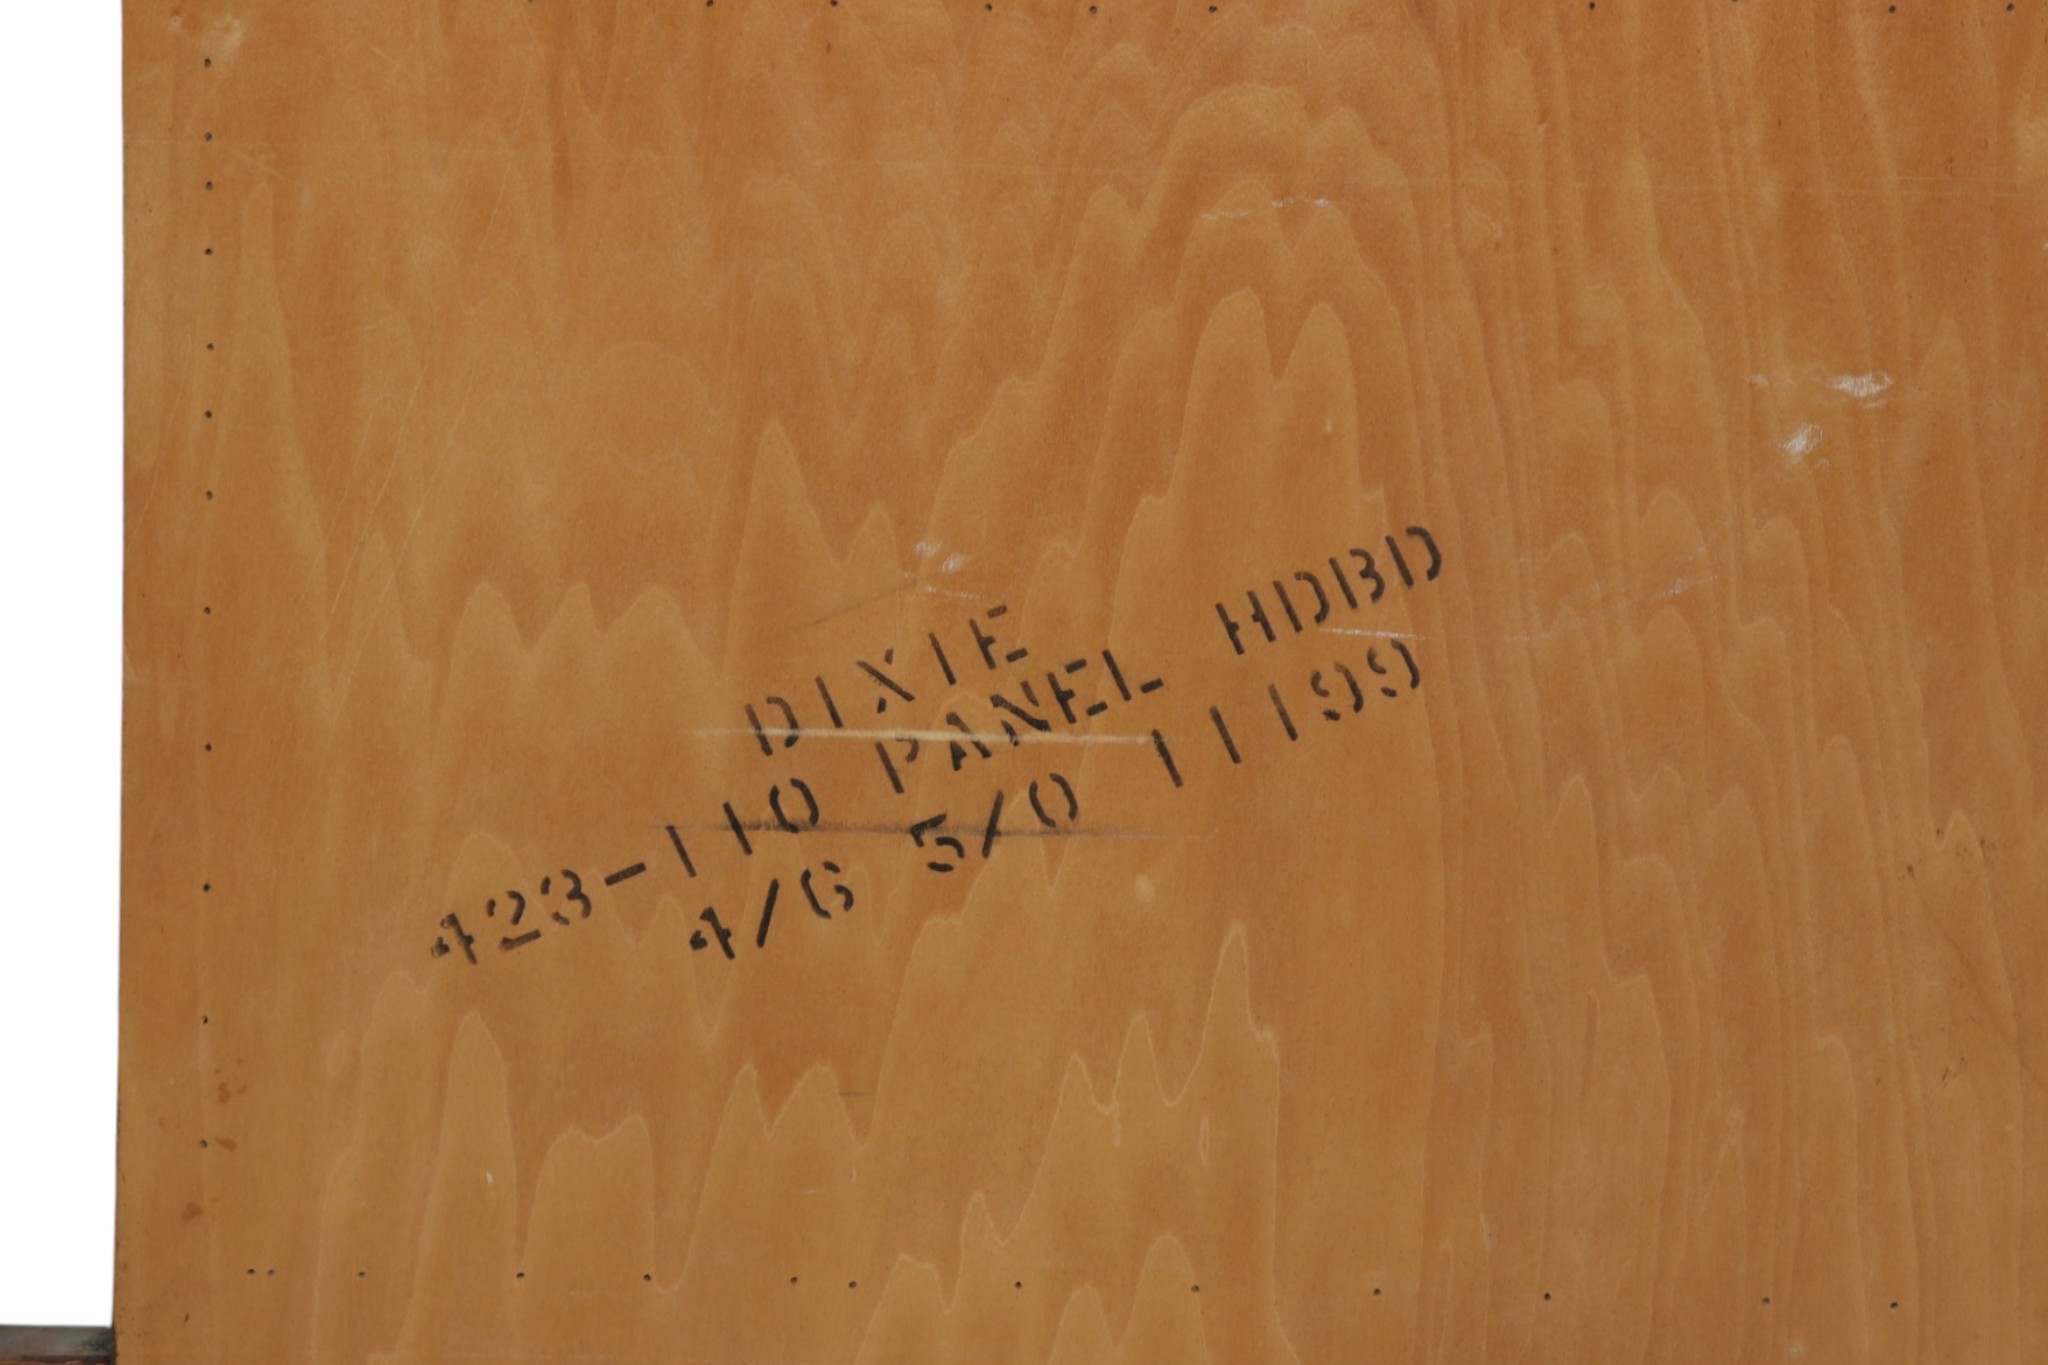 DIXIE
423-110 PANEL HDBD
4/6 5/0 11199